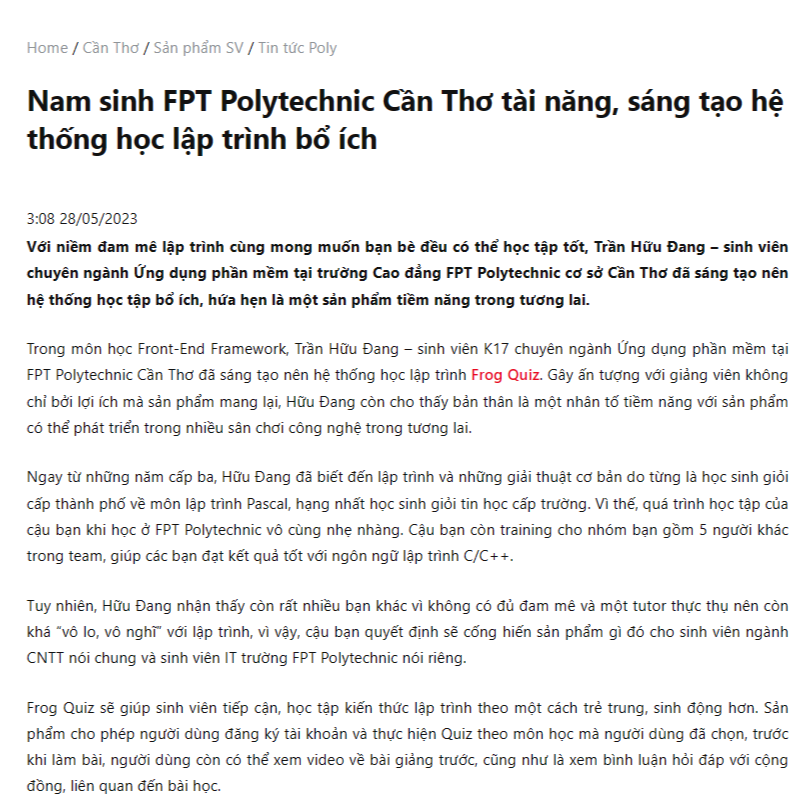 Home / Cần Thơ / Sản phẩm SV / Tin tức Poly
Nam sinh FPT Polytechnic Cần Thơ tài năng, sáng tạo hệ
thống học lập trình bổ ích
3:08 28/05/2023
Với niềm đam mê lập trình cùng mong muốn bạn bè đều có thể học tập tốt, Trần Hữu Đang – sinh viên
chuyên ngành Ứng dụng phần mềm tại trường Cao đẳng FPT Polytechnic cơ sở Cần Thơ đã sáng tạo nên
hệ thống học tập bổ ích, hứa hẹn là một sản phẩm tiềm năng trong tương lai.
Trong môn học Front-End Framework, Trần Hữu Đang – sinh viên K17 chuyên ngành Ứng dụng phần mềm tại
FPT Polytechnic Cần Thơ đã sáng tạo nên hệ thống học lập trình Frog Quiz. Gây ấn tượng với giảng viên không
chỉ bởi lợi ích mà sản phẩm mang lại, Hữu Đang còn cho thấy bản thân là một nhân tố tiềm năng với sản phẩm
có thể phát triển trong nhiều sân chơi công nghệ trong tương lai.
Ngay từ những năm cấp ba, Hữu Đang đã biết đến lập trình và những giải thuật cơ bản do từng là học sinh giỏi
cấp thành phố về môn lập trình Pascal, hạng nhất học sinh giỏi tin học cấp trường. Vì thế, quá trình học tập của
cậu bạn khi học ở FPT Polytechnic vô cùng nhẹ nhàng. Cậu bạn còn training cho nhóm bạn gồm 5 người khác
trong team, giúp các bạn đạt kết quả tốt với ngôn ngữ lập trình C/C++.
Tuy nhiên, Hữu Đang nhận thấy còn rất nhiều bạn khác vì không có đủ đam mê và một tutor thực thụ nên còn
khá “vô lo, vô nghĩ” với lập trình, vì vậy, cậu bạn quyết định sẽ cống hiến sản phẩm gì đó cho sinh viên ngành
CNTT nói chung và sinh viên IT trường FPT Polytechnic nói riêng.
Frog Quiz sẽ giúp sinh viên tiếp cận, học tập kiến thức lập trình theo một cách trẻ trung, sinh động hơn. Sản
phẩm cho phép người dùng đăng ký tài khoản và thực hiện Quiz theo môn học mà người dùng đã chọn, trước
khi làm bài, người dùng còn có thể xem video về bài giảng trước, cũng như là xem bình luận hỏi đáp với cộng
đồng, liên quan đến bài học.